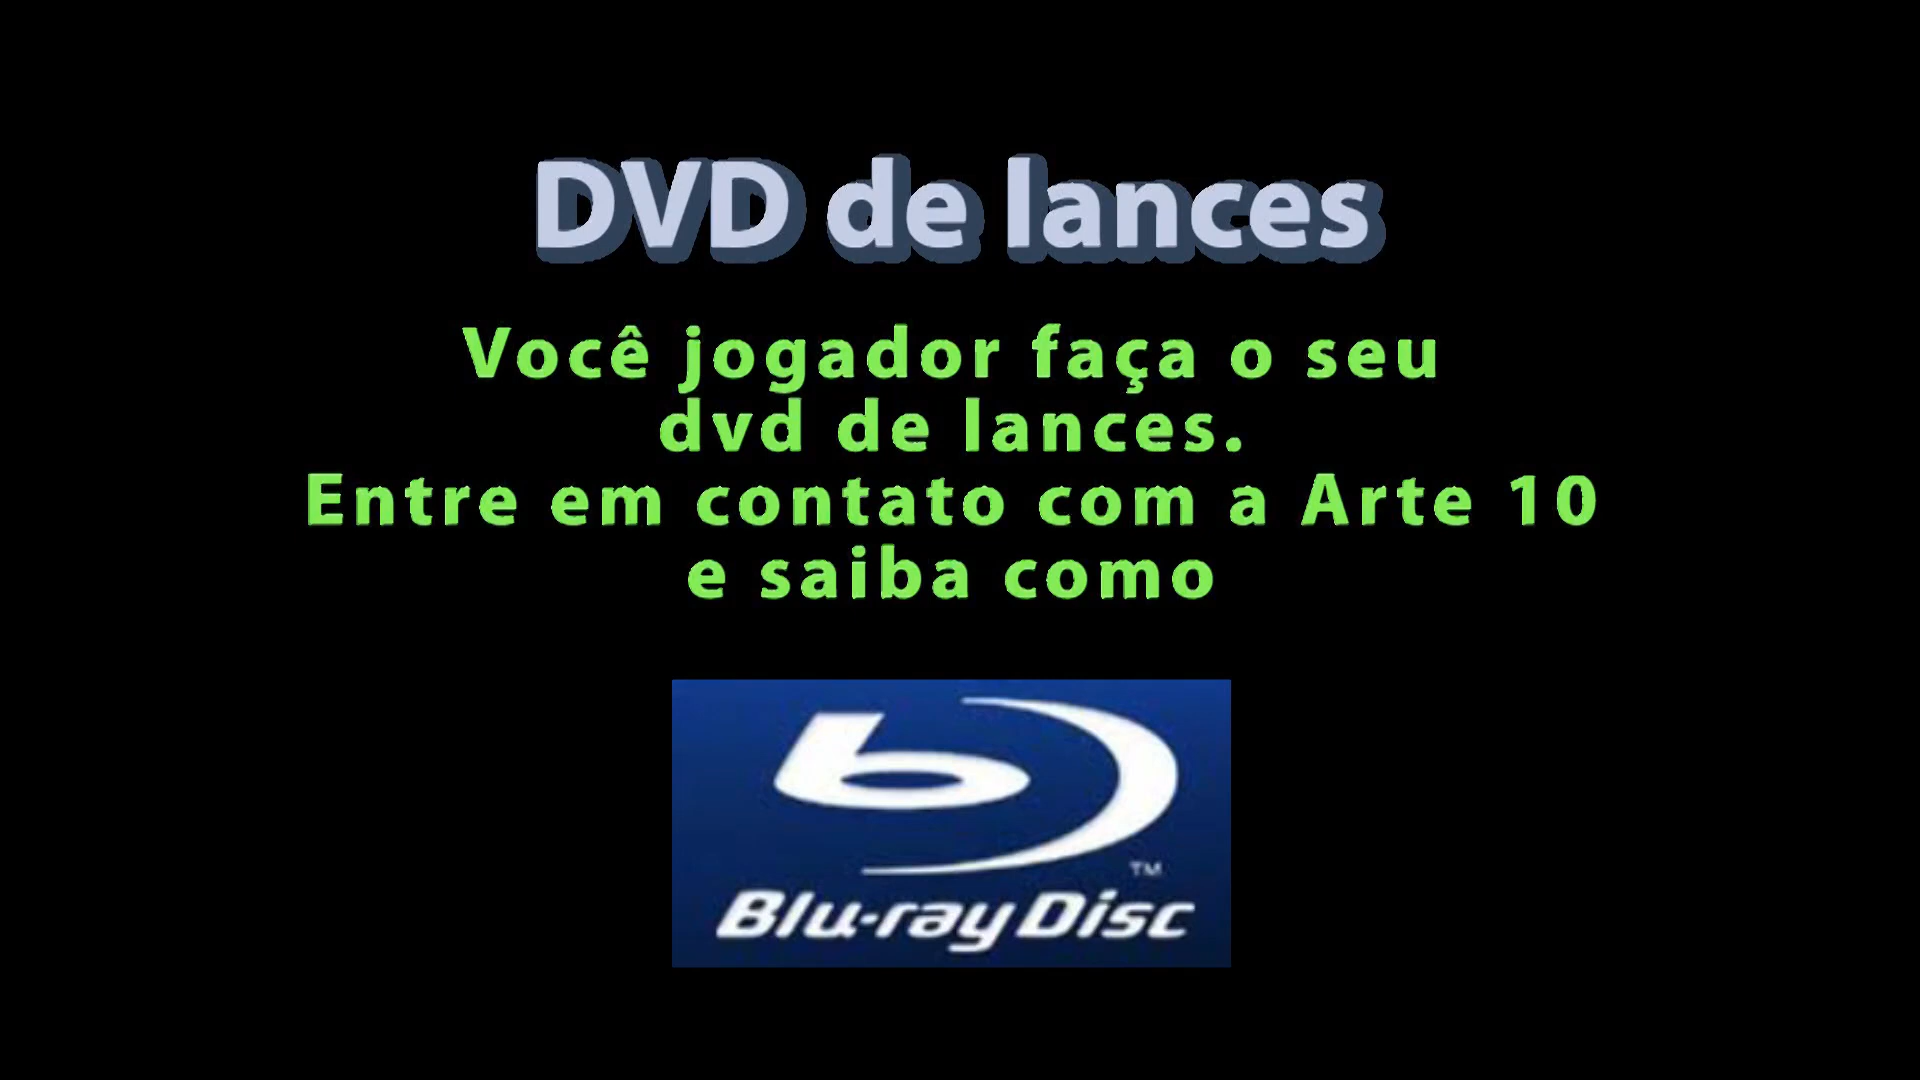 DVD de lances
Você jogador faça o seu
dvd de lances.
Entre em contato com a Arte 10
e saiba como
TM
Blu-ray Disc